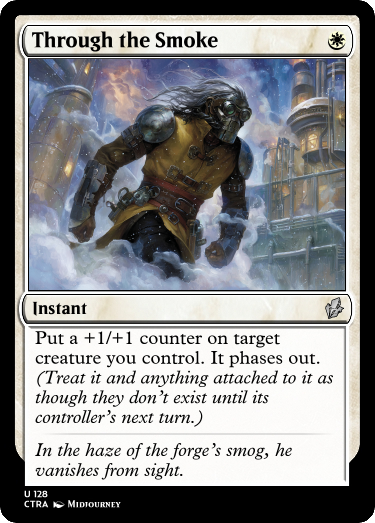 Through the Smoke
Instant
Put a +1/+1 counter on target
creature you control. It phases out.
(Treat it and anything attached to it as
though they don't exist until its
controller's next turn.)
In the haze of the forge's smog, he
vanishes from sight.
U 128
CTRA Midjourney